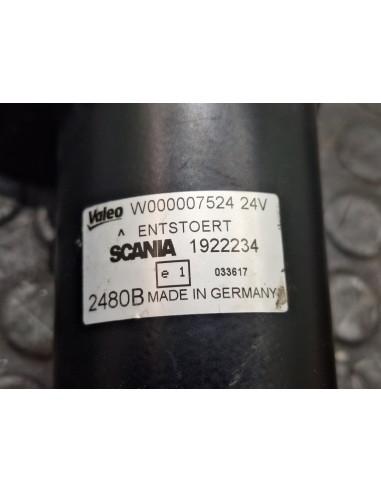 Valeo W000007524 24V
^ ENTSTOERT
SCANIA 1922234
e 1 033617
2480B MADE IN GERMANY